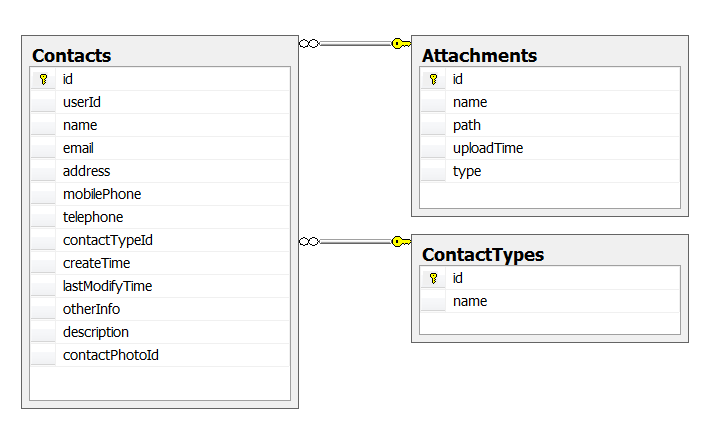 Contacts
id
userId
name
email
address
mobilePhone
telephone
contactTypeId
createTime
lastModifyTime
otherInfo
description
contactPhotoId
Attachments
id
name
path
uploadTime
type
ContactTypes
id
name